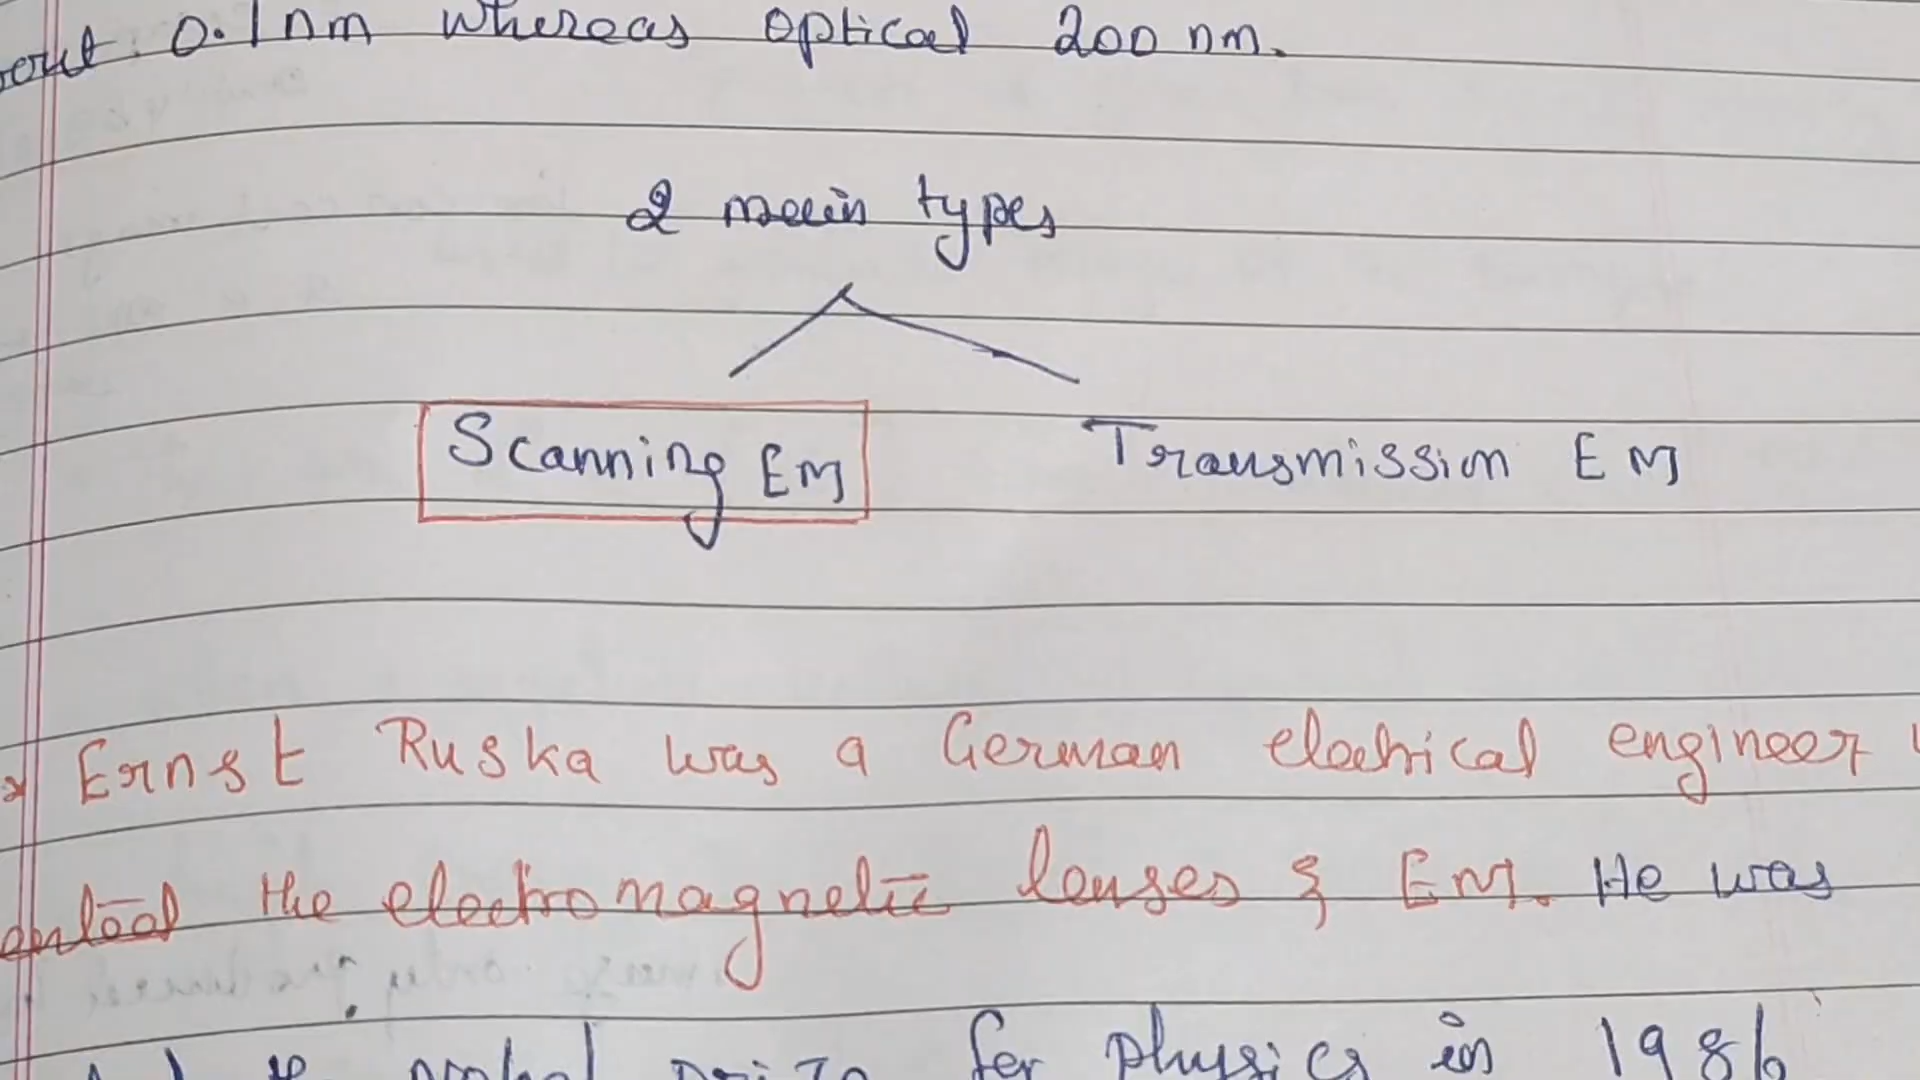 0.1nm whereas optical 200 nm.
2 main types
Scanning EM
Transmission EM
Ernst Ruska was a German electrical engineer
the electromagnetic lenses & EM. He was
for physics in 1986